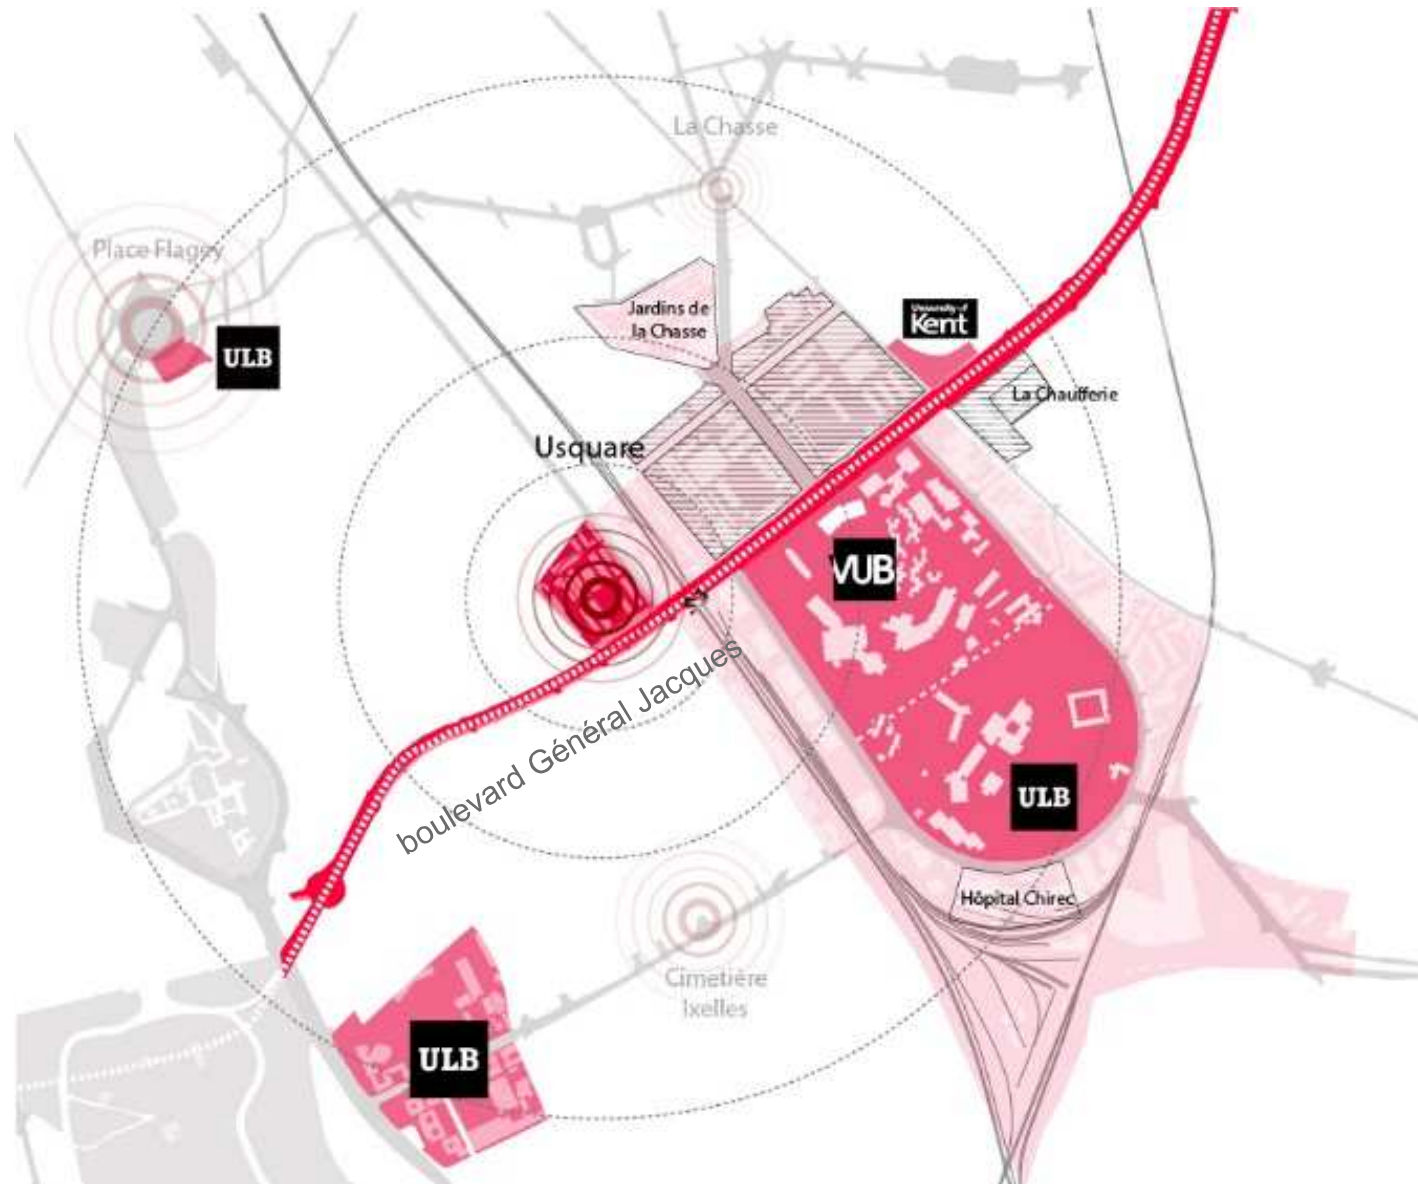 La Chasse
Place Flagey
ULB
Jardins de
la Chasse
University of
Kent
La Chaufferie
Usquare
VUB
boulevard Général Jacques
ULB
Hôpital Chirec
Cimetière
Ixelles
ULB